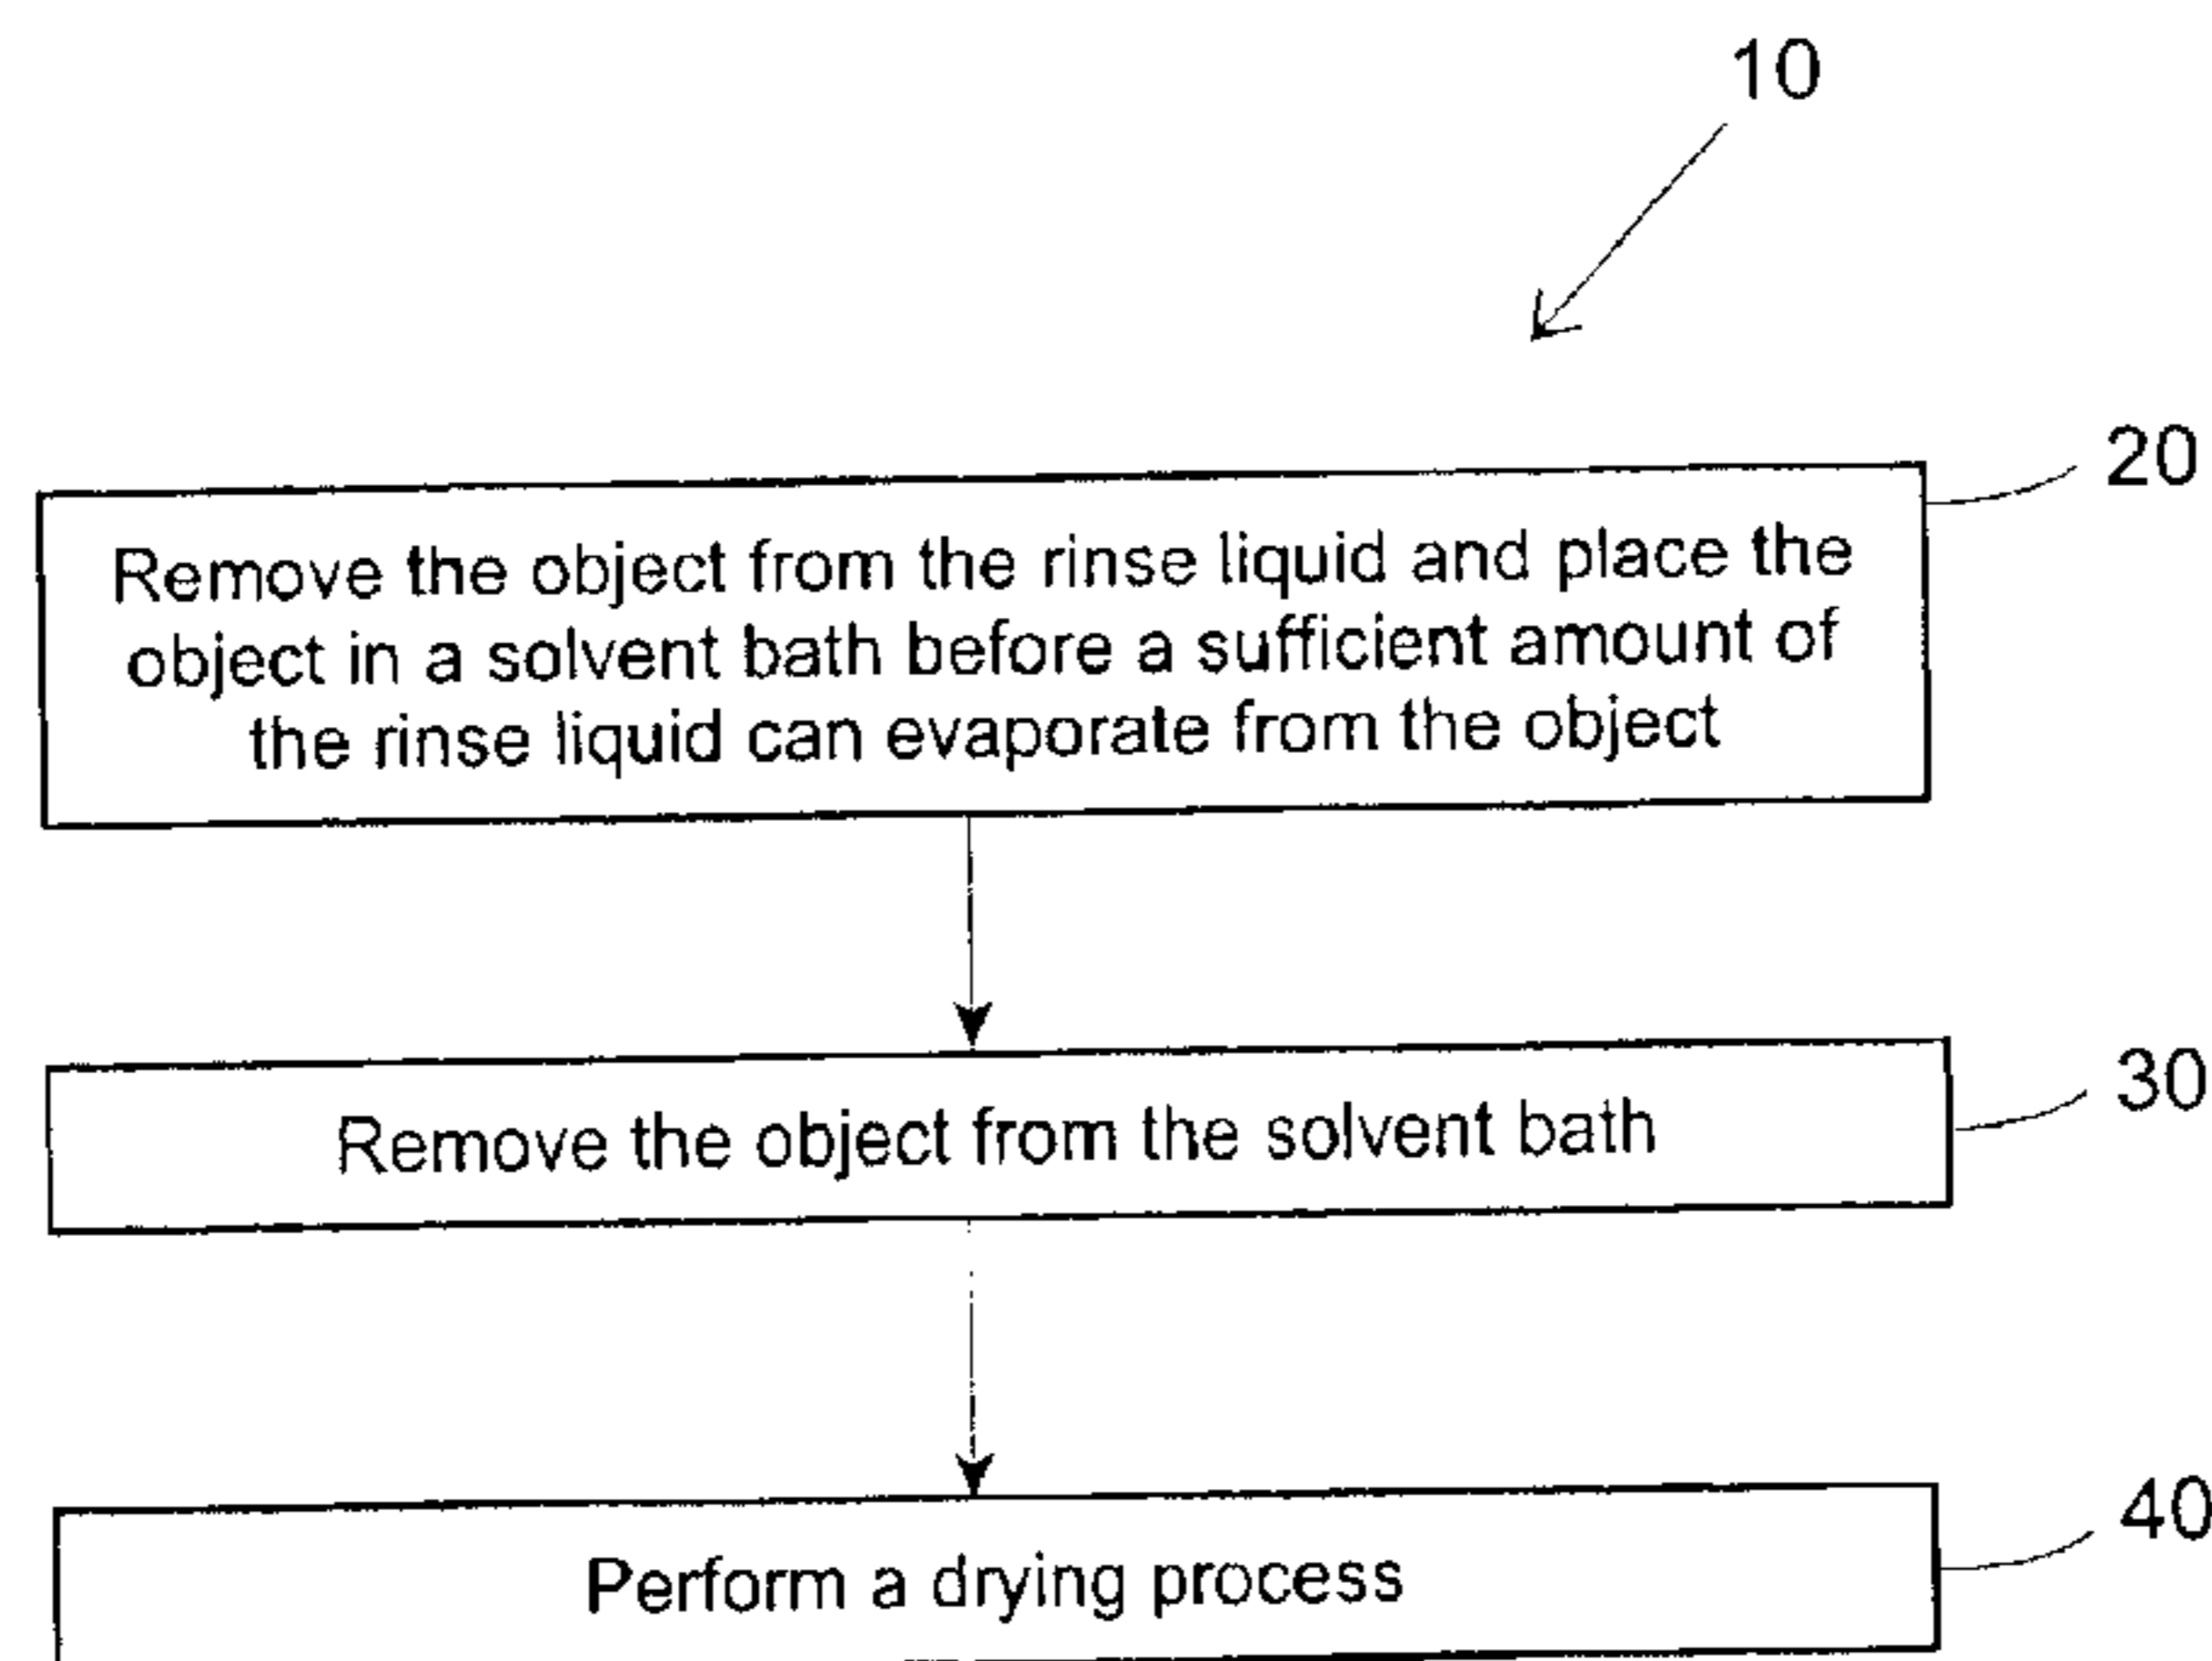 10
20
Remove the object from the rinse liquid and place the
object in a solvent bath before a sufficient amount of
the rinse liquid can evaporate from the object
30
Remove the object from the solvent bath
40
Perform a drying process